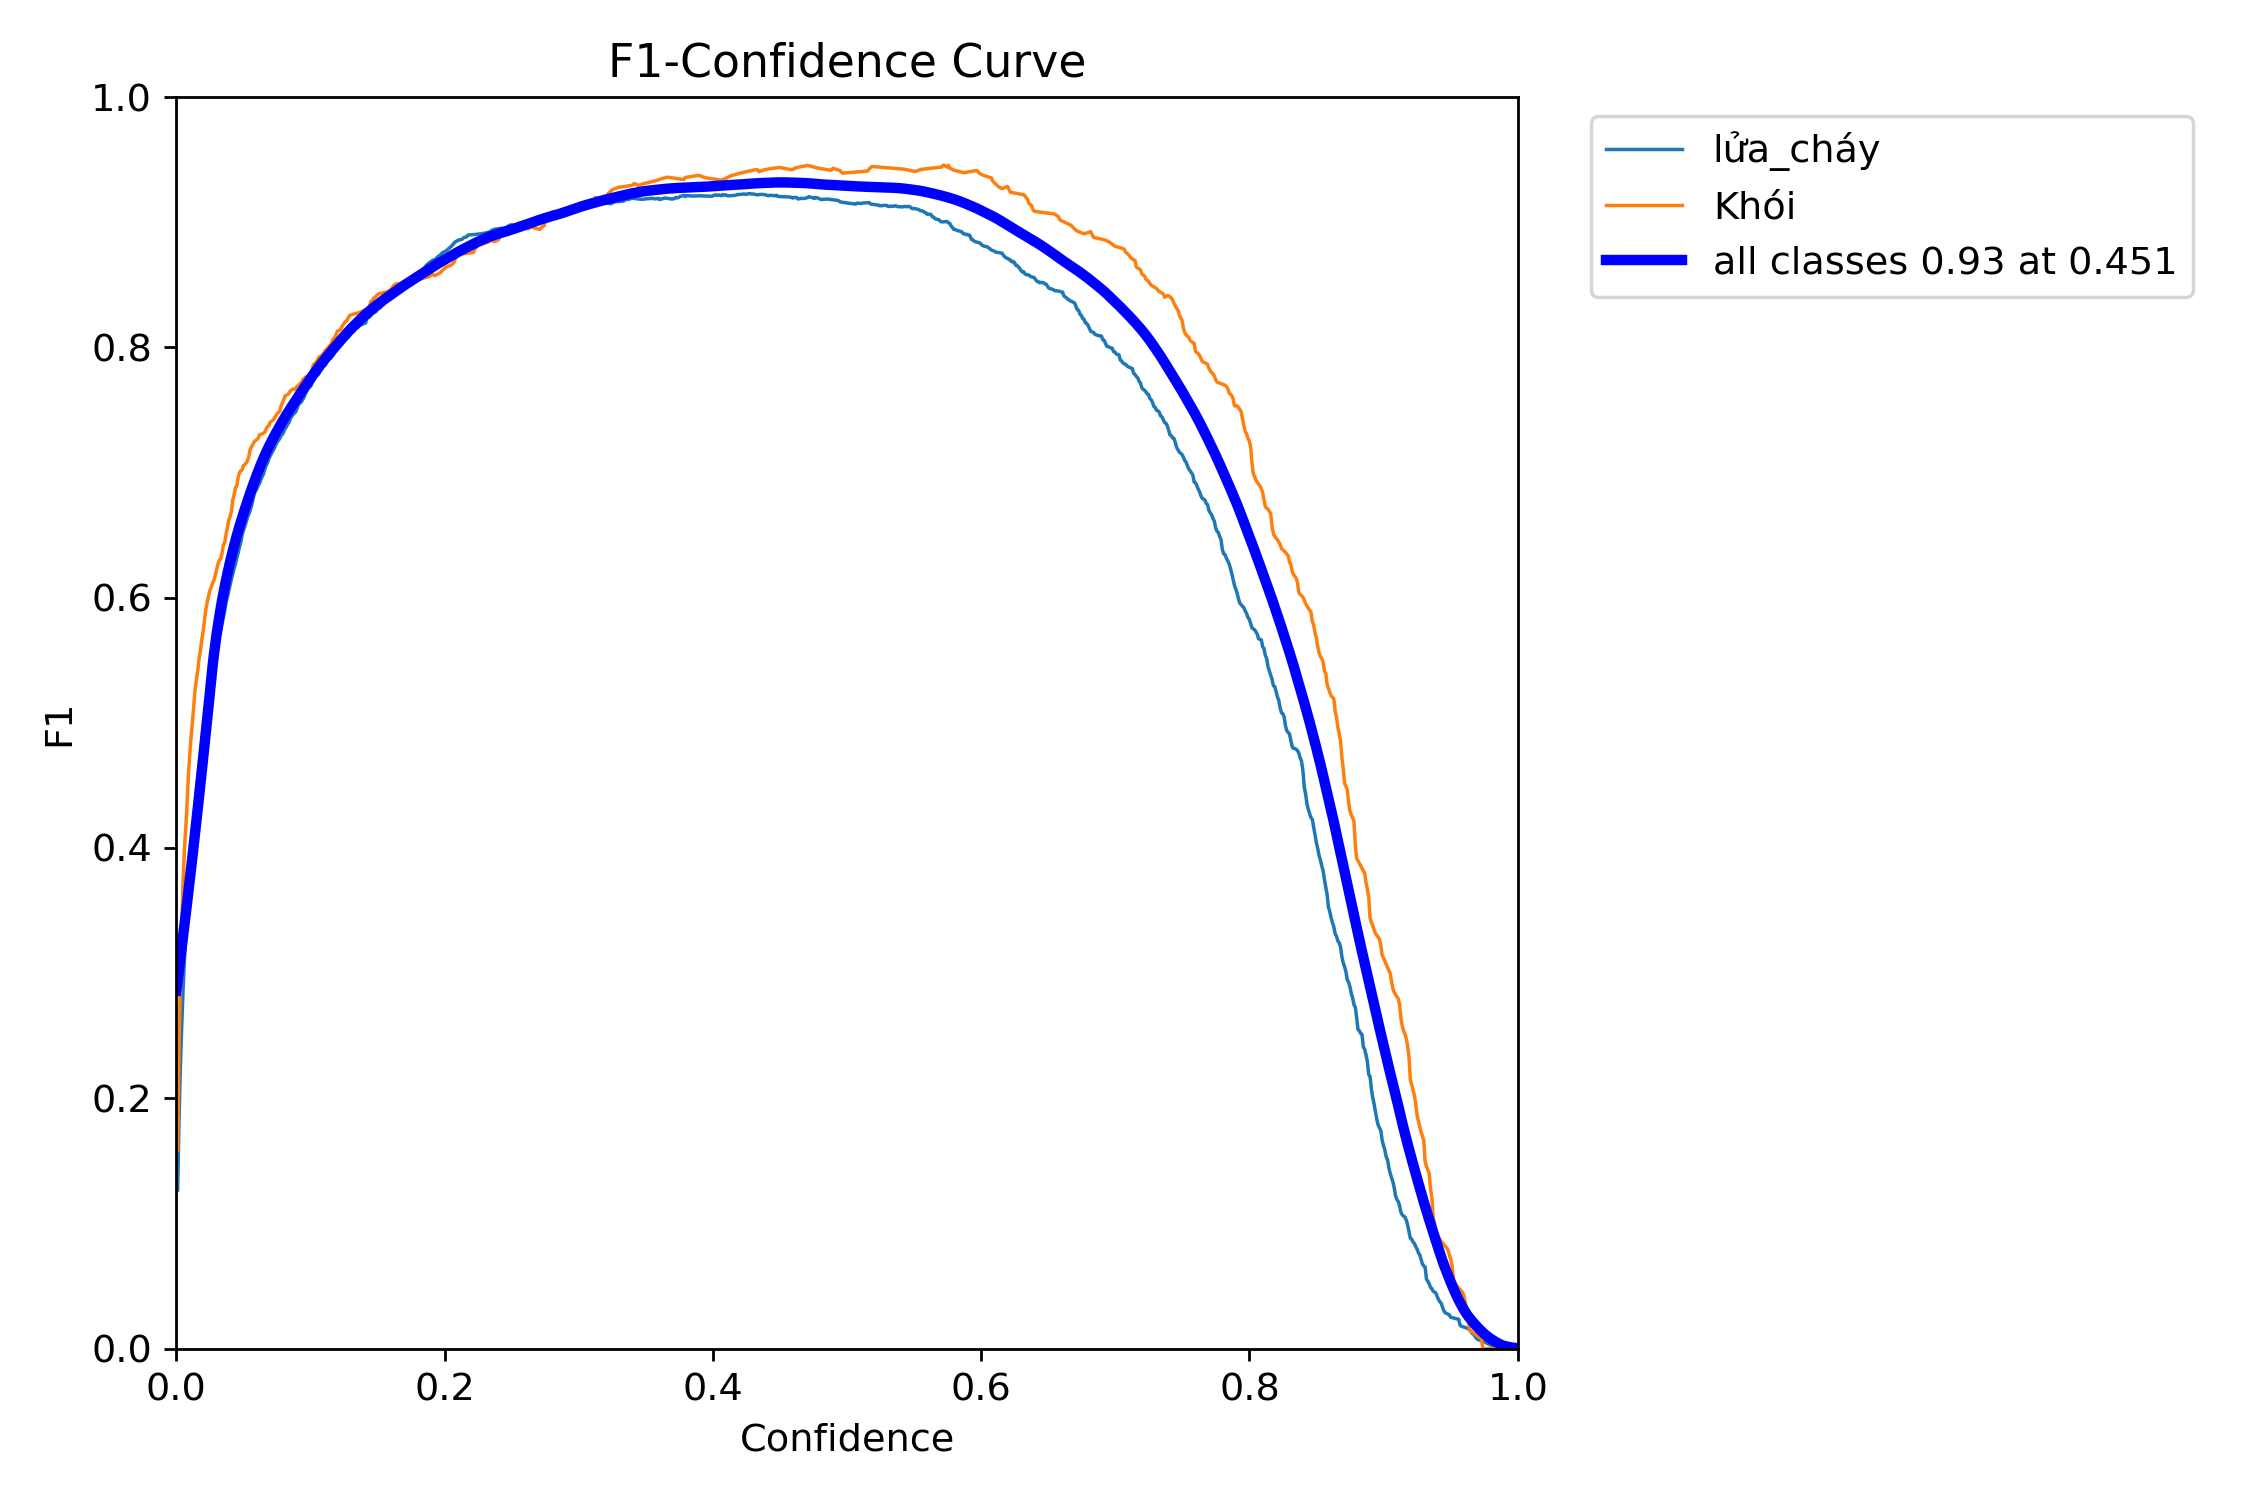 F1-Confidence Curve
1.0
0.8
0.6
0.4
0.2
0.0
F1
0.0 0.2 0.4 0.6 0.8 1.0
Confidence
lửa_cháy
Khói
all classes 0.93 at 0.451